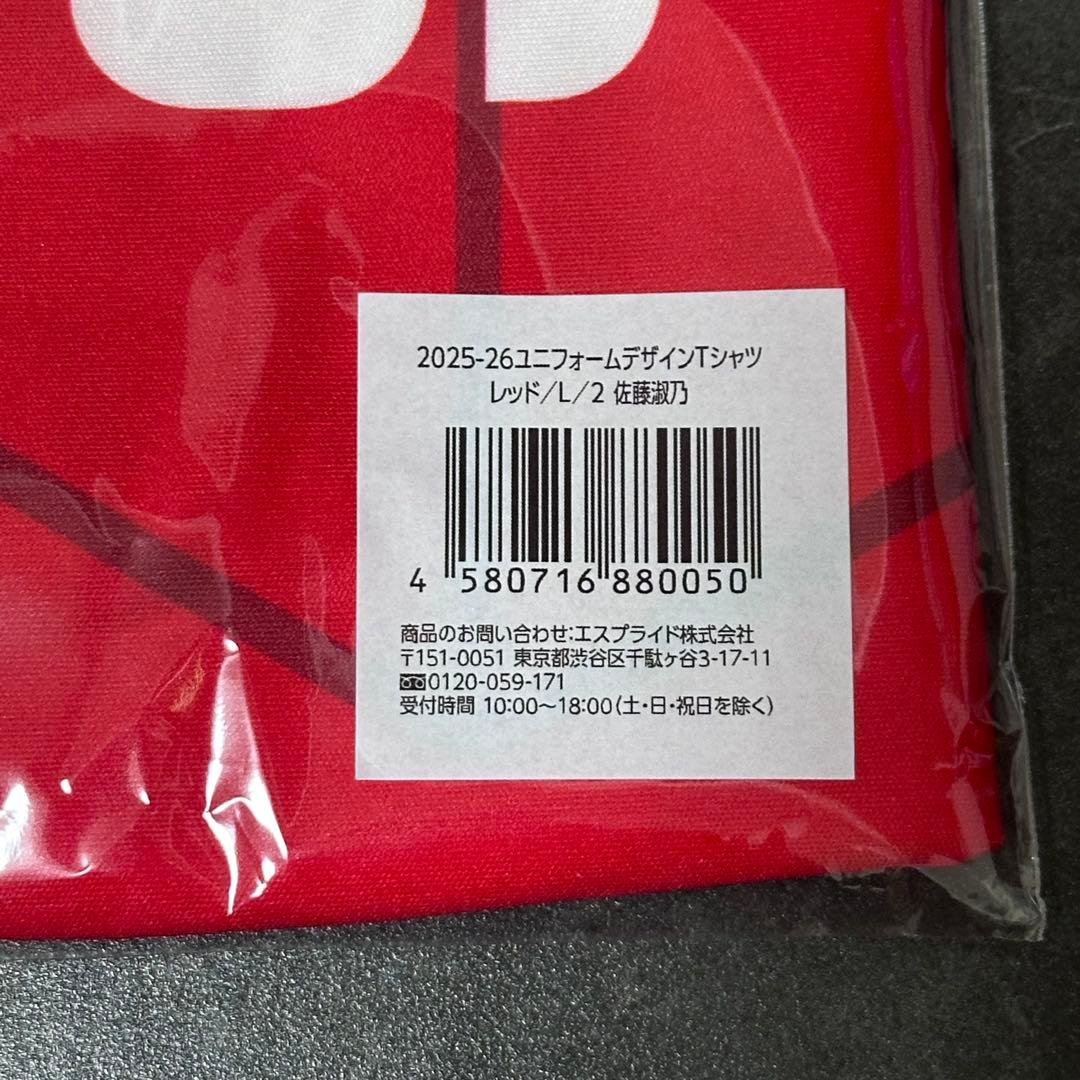 2025-26ユニフォームデザインTシャツ
レッド/L/2 佐藤淑乃
4 580716 880050
商品のお問い合わせ:エスプライド株式会社
〒151-0051 東京都渋谷区千駄ヶ谷3-17-11
0120-059-171
受付時間 10:00〜18:00(土・日・祝日を除く)